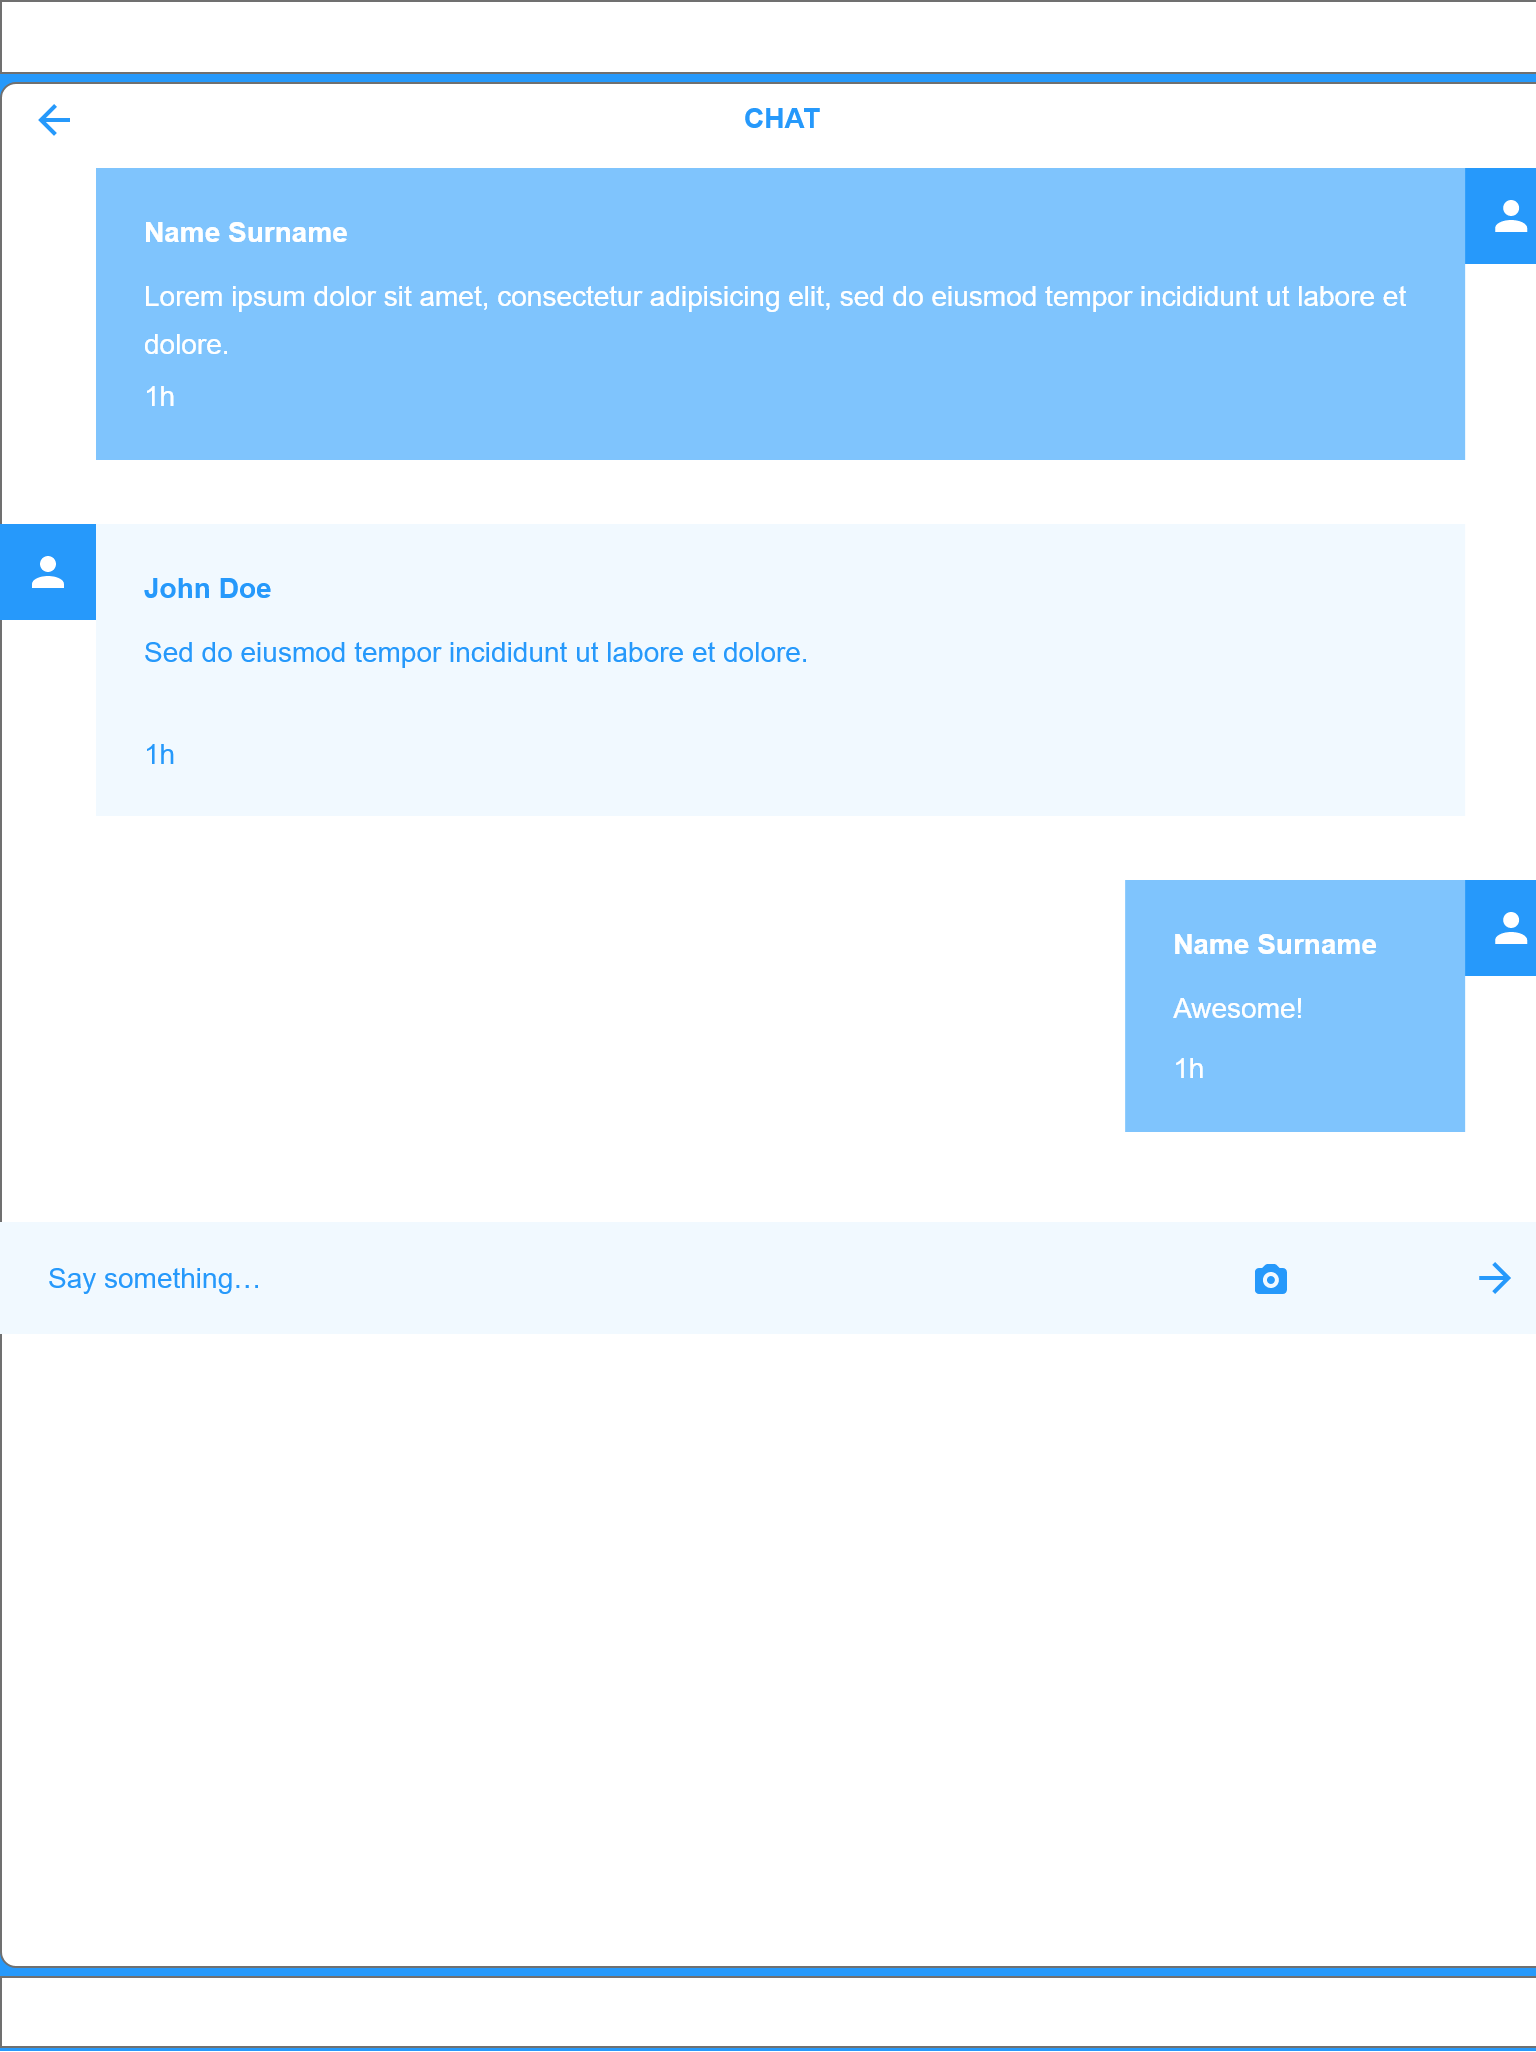 CHAT
Name Surname
Lorem ipsum dolor sit amet, consectetur adipisicing elit, sed do eiusmod tempor incididunt ut labore et
dolore.
1h
John Doe
Sed do eiusmod tempor incididunt ut labore et dolore.
1h
Name Surname
Awesome!
1h
Say something…